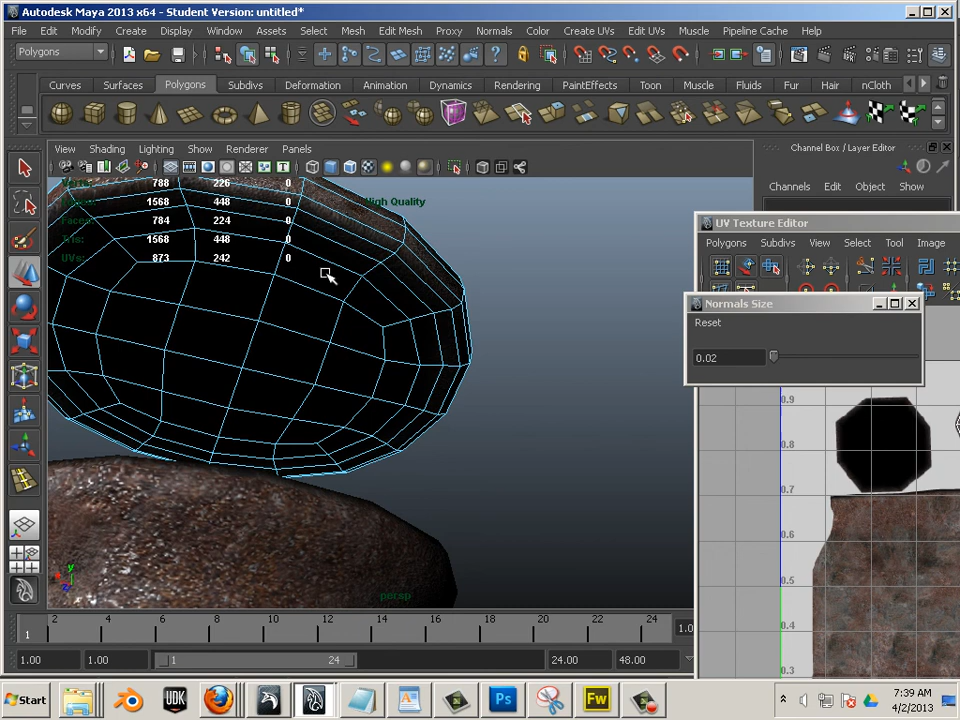 Autodesk Maya 2013 x64 - Student Version: untitled*
File Edit Modify Create Display Window Assets Select Mesh Edit Mesh Proxy Normals Color Create UVs Edit UVs Muscle Pipeline Cache Help
Polygons
Curves Surfaces Polygons Subdivs Deformation Animation Dynamics Rendering PaintEffects Toon Muscle Fluids Fur Hair nCloth
View Shading Lighting Show Renderer Panels
Channel Box / Layer Editor
Channels Edit Object Show
788 226 0
High Quality
1568 448 0
Faces: 784 224 0
Tris: 1568 448 0
UVs: 873 242 0
UV Texture Editor
Polygons Subdivs View Select Tool Image
Normals Size
Reset
0.02
0.9
0.8
0.7
0.5
0.4
0.3
y
persp
1 2 4 6 8 10 12 14 16 18 20 22 24 1.0
1.00 1.00 1 24 24.00 48.00
Start UDK Ps Fw
7:39 AM
4/2/2013